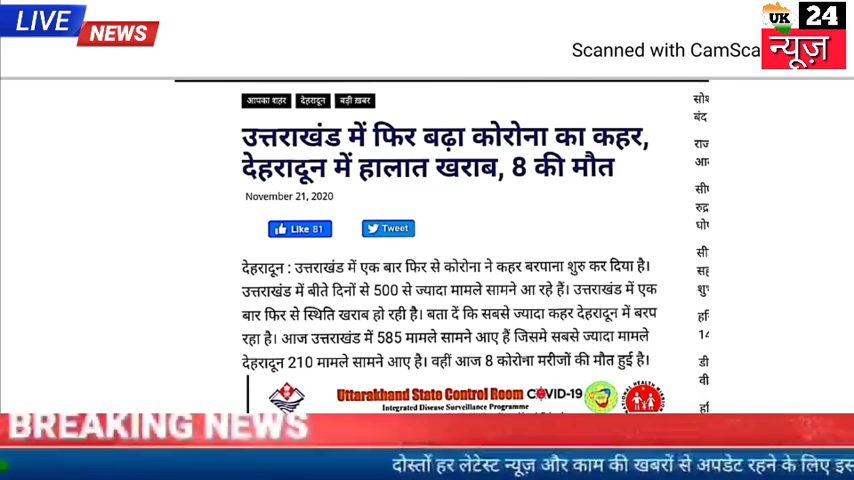 LIVE
NEWS
UK 24
न्यूज़
Scanned with CamSca
आपका शहर देहरादून बड़ी ख़बर
उत्तराखंड में फिर बढ़ा कोरोना का कहर,
देहरादून में हालात खराब, 8 की मौत
November 21, 2020
Like 81 Tweet
देहरादून : उत्तराखंड में एक बार फिर से कोरोना ने कहर बरपाना शुरु कर दिया है।
उत्तराखंड में बीते दिनों से 500 से ज्यादा मामले सामने आ रहे हैं। उत्तराखंड में एक
बार फिर से स्थिति खराब हो रही है। बता दें कि सबसे ज्यादा कहर देहरादून में बरप
रहा है। आज उत्तराखंड में 585 मामले सामने आए हैं जिसमे सबसे ज्यादा मामले
देहरादून 210 मामले सामने आए है। वहीं आज 8 कोरोना मरीजों की मौत हुई है।
Uttarakhand State Control Room COVID-19
Integrated Disease Surveillance Programme
बंद
राज
सी
14
डी
BREAKING NEWS
दोस्तों हर लेटेस्ट न्यूज़ और काम की खबरों से अपडेट रहने के लिए इस